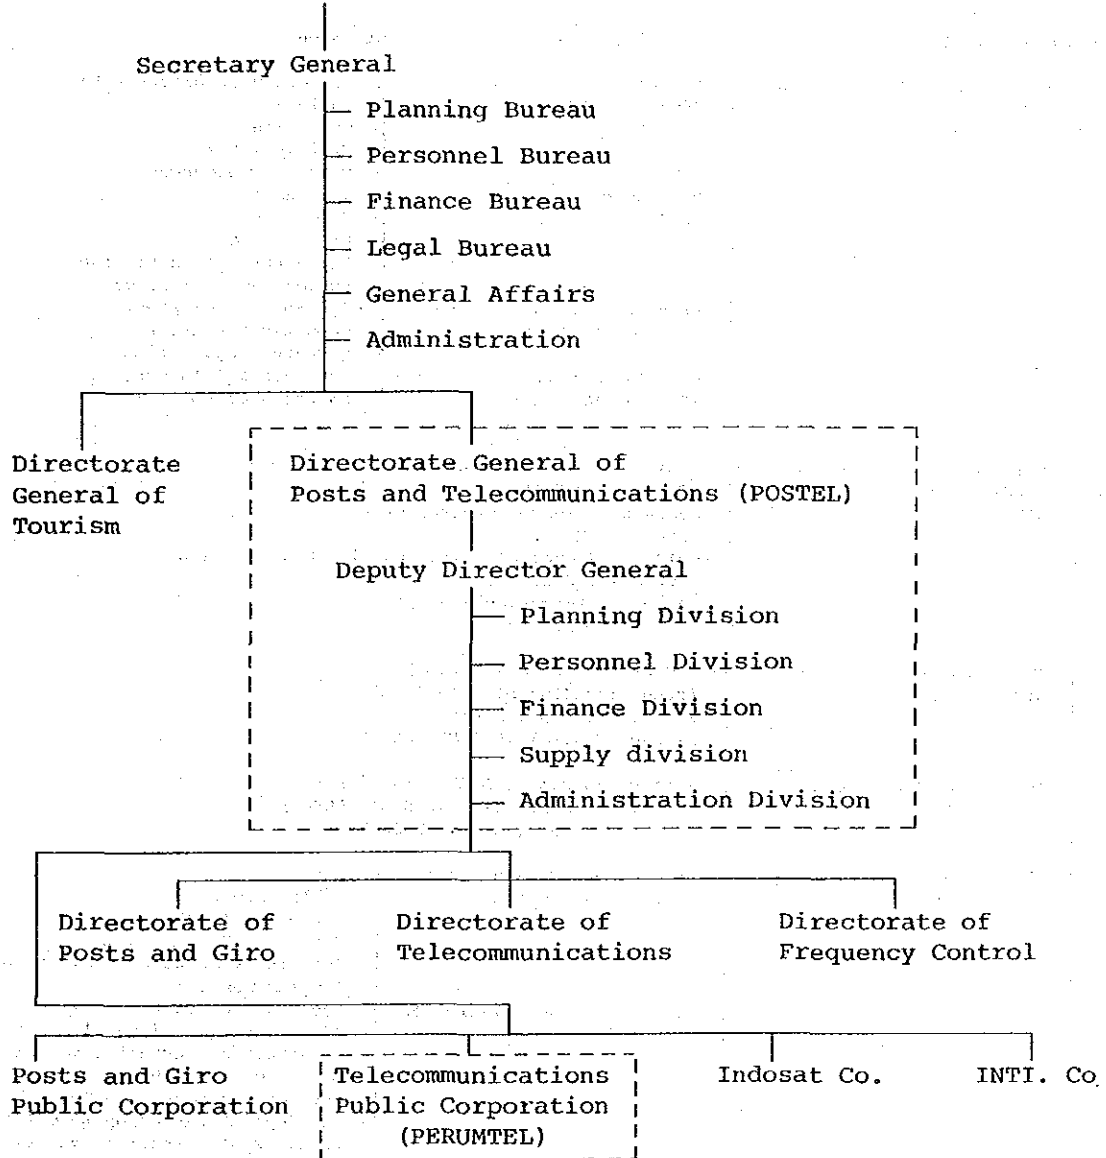 Secretary General
Planning Bureau
Personnel Bureau
Finance Bureau
Legal Bureau
General Affairs
Administration
Directorate
General of
Tourism
Directorate General of
Posts and Telecommunications (POSTEL)
Deputy Director General
Planning Division
Personnel Division
Finance Division
Supply division
Administration Division
Directorate of
Posts and Giro
Directorate of
Telecommunications
Directorate of
Frequency Control
Posts and Giro
Public Corporation
Telecommunications
Public Corporation
(PERUMTEL)
Indosat Co.
INTI. Co.